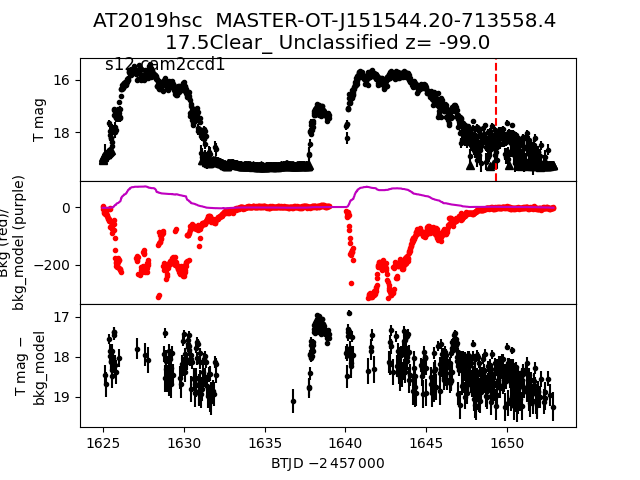 AT2019hsc  MASTER-OT-J151544.20-713558.4
17.5Clear_ Unclassified z= -99.0
s12 cam2ccd1
16
18
T mag
0
−200
Bkg (red)/
bkg_model (purple)
17
18
19
T mag −
bkg_model
1625
1630
1635
1640
1645
1650
BTJD −2 457 000